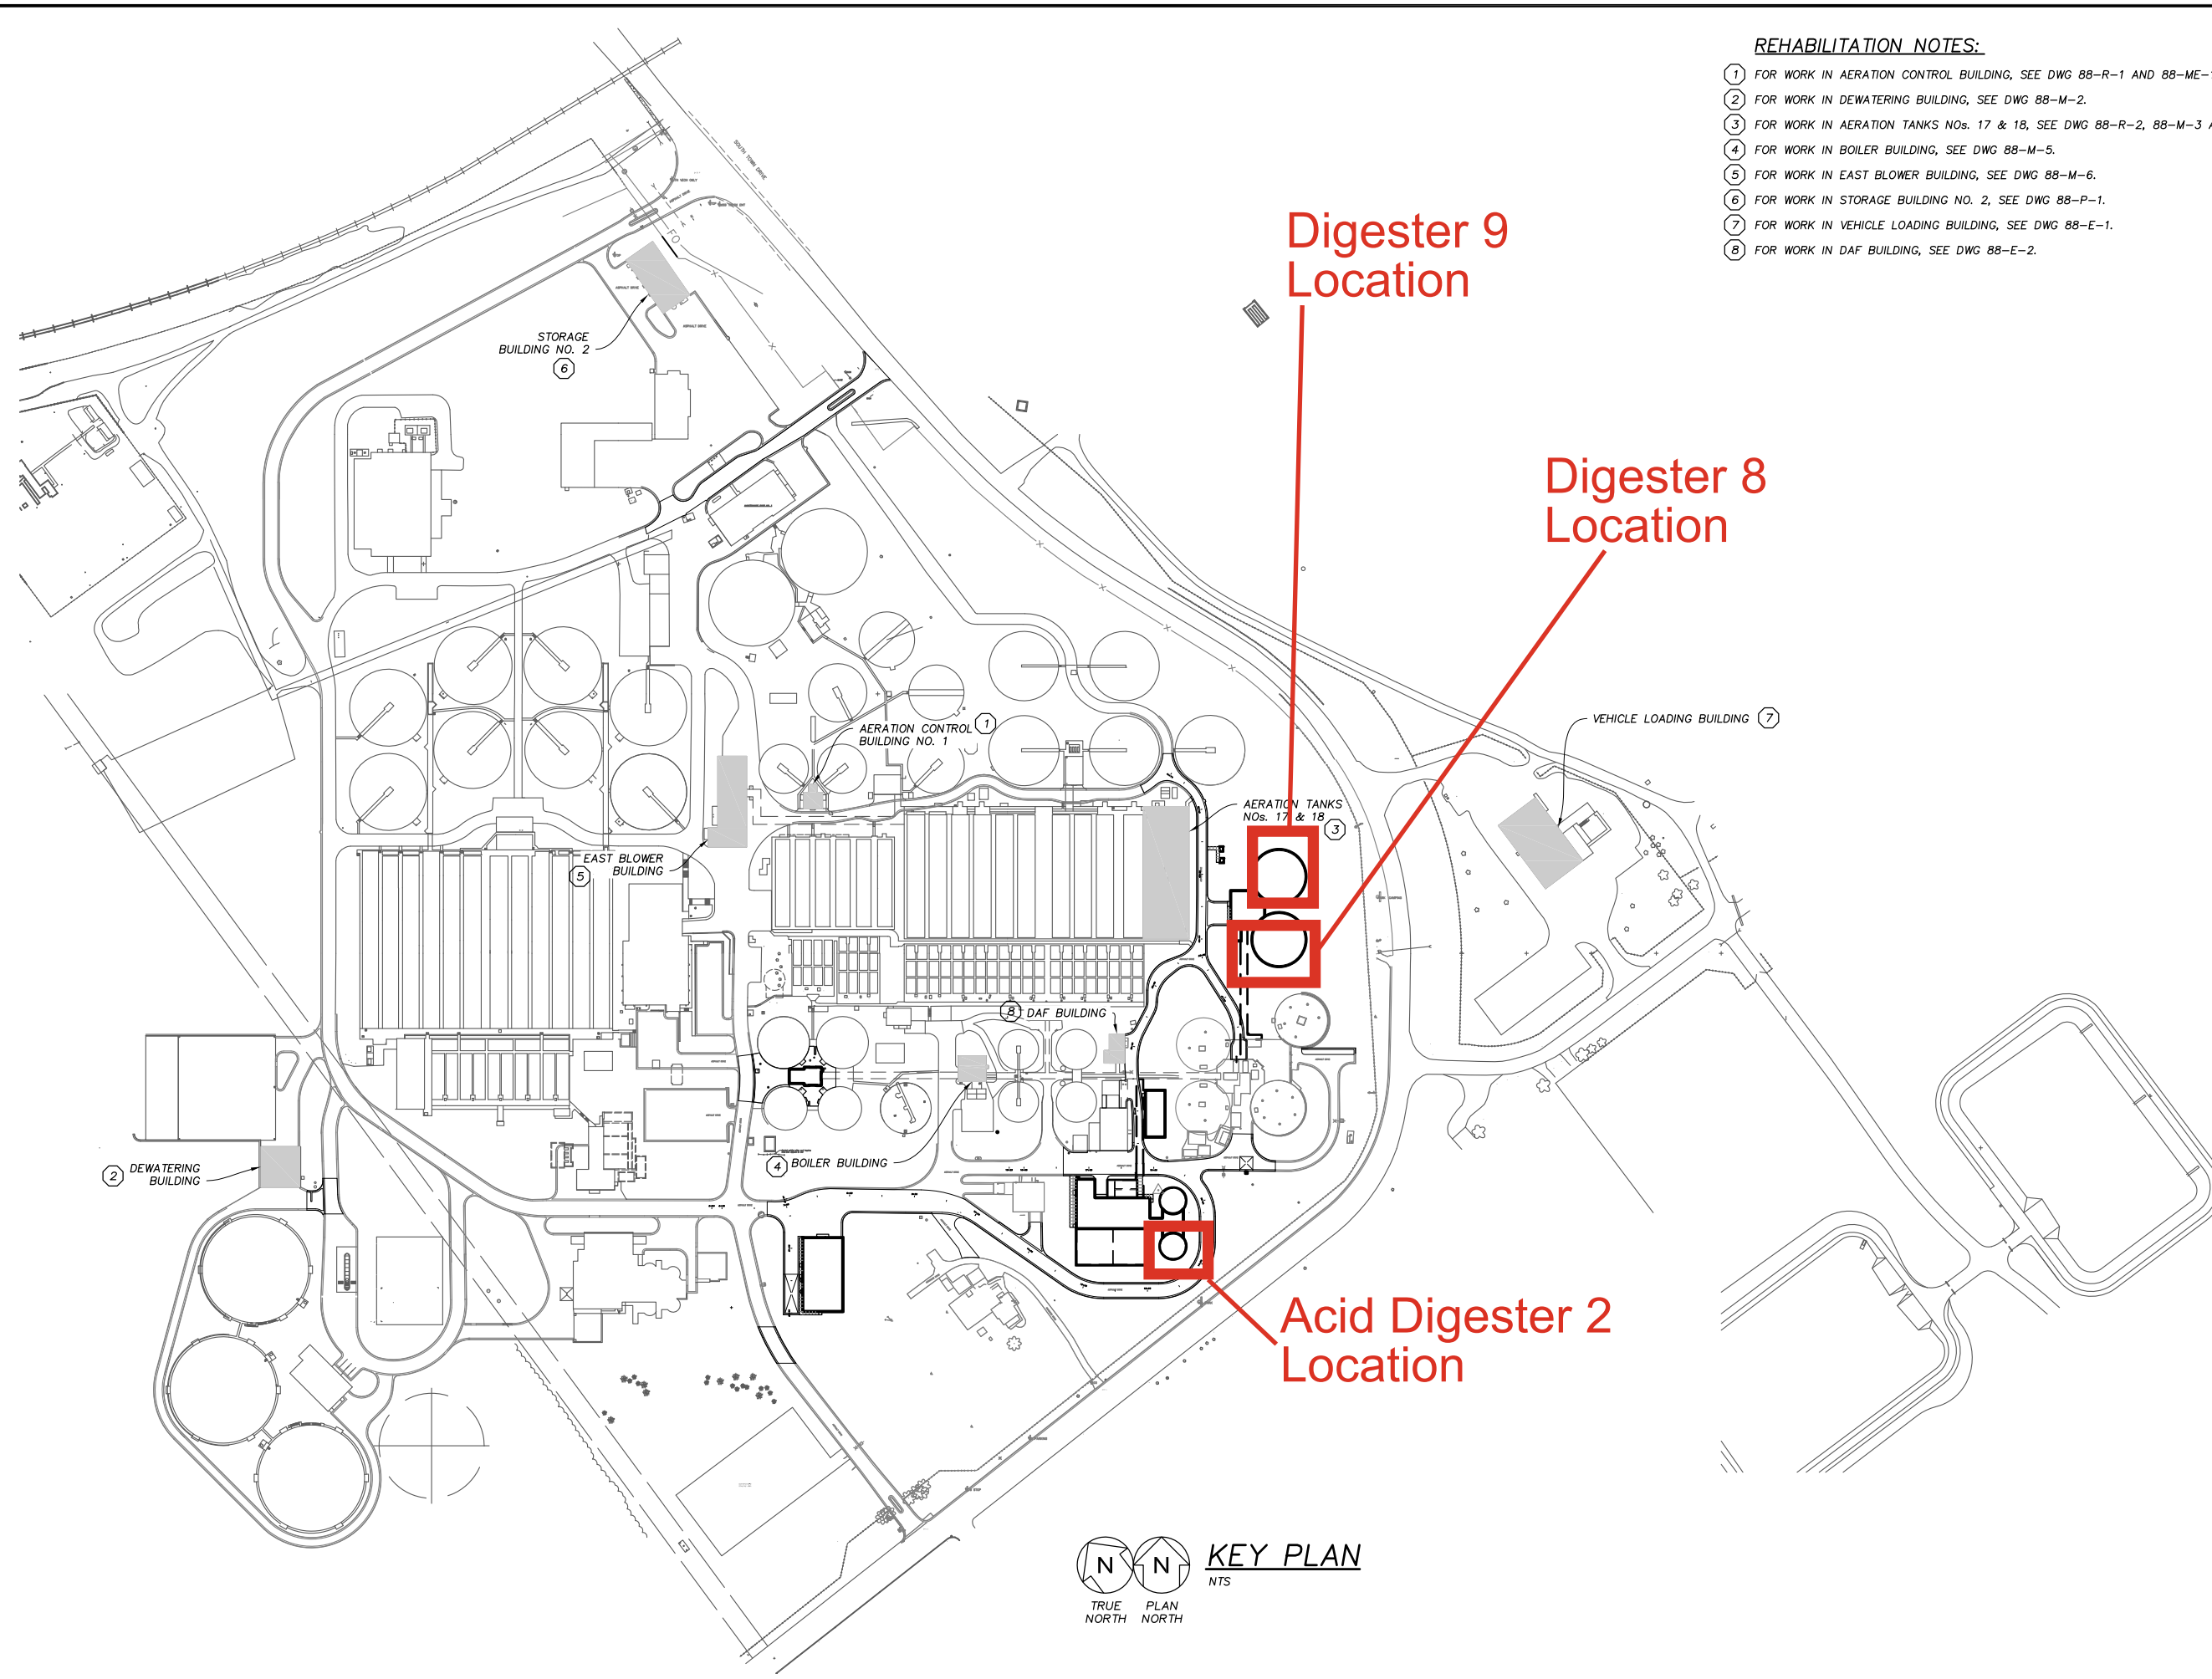 REHABILITATION NOTES:
1 FOR WORK IN AERATION CONTROL BUILDING, SEE DWG 88-R-1 AND 88-ME-
2 FOR WORK IN DEWATERING BUILDING, SEE DWG 88-M-2.
3 FOR WORK IN AERATION TANKS NOs. 17 & 18, SEE DWG 88-R-2, 88-M-3
4 FOR WORK IN BOILER BUILDING, SEE DWG 88-M-5.
5 FOR WORK IN EAST BLOWER BUILDING, SEE DWG 88-M-6.
6 FOR WORK IN STORAGE BUILDING NO. 2, SEE DWG 88-P-1.
7 FOR WORK IN VEHICLE LOADING BUILDING, SEE DWG 88-E-1.
8 FOR WORK IN DAF BUILDING, SEE DWG 88-E-2.
SOUTH TOWN DRIVE
Digester 9
Location
STORAGE
BUILDING NO. 2
6
Digester 8
Location
VEHICLE LOADING BUILDING 7
AERATION CONTROL 1
BUILDING NO. 1
AERATION TANKS
NOs. 17 & 18
3
EAST BLOWER
BUILDING
5
8 DAF BUILDING
4 BOILER BUILDING
2 DEWATERING
BUILDING
Acid Digester 2
Location
N N KEY PLAN
NTS
TRUE NORTH
PLAN NORTH